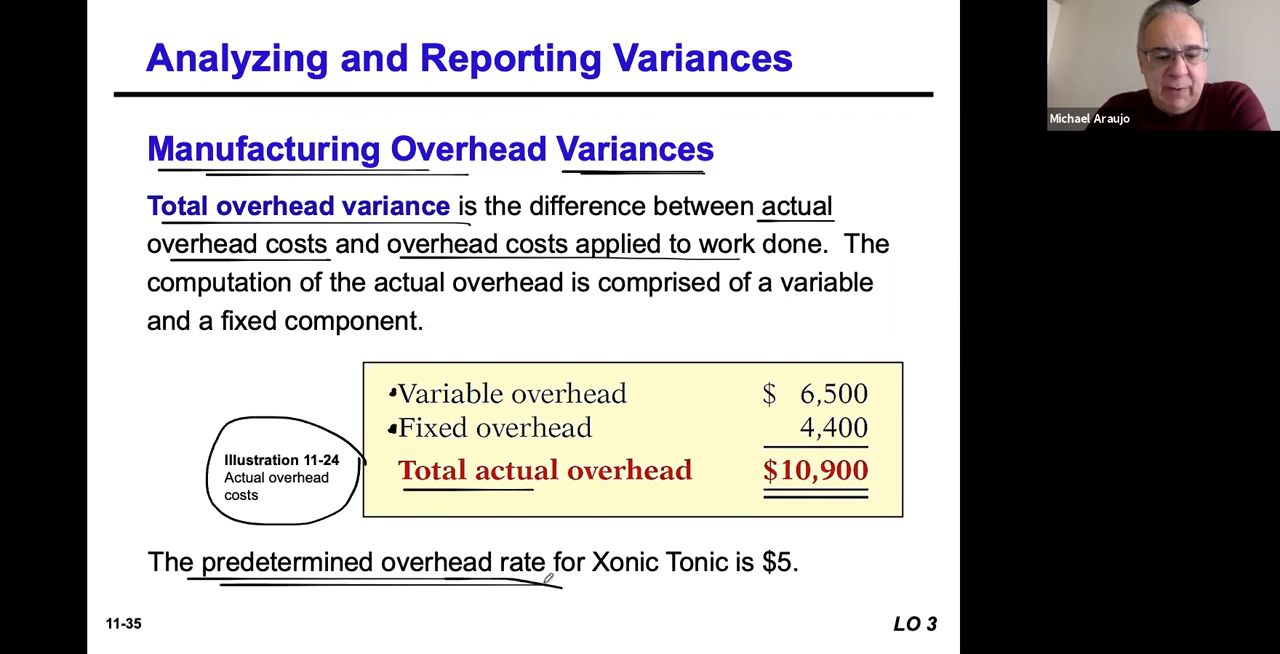 Analyzing and Reporting Variances
Michael Araujo
Manufacturing Overhead Variances
Total overhead variance is the difference between actual
overhead costs and overhead costs applied to work done. The
computation of the actual overhead is comprised of a variable
and a fixed component.
Variable overhead $ 6,500
Fixed overhead 4,400
Total actual overhead $10,900
Illustration 11-24
Actual overhead
costs
The predetermined overhead rate for Xonic Tonic is $5.
11-35
LO 3